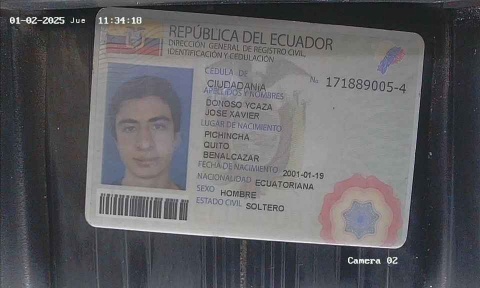 01-02-2025 Jue 11:34:18
REPÚBLICA DEL ECUADOR
DIRECCIÓN GENERAL DE REGISTRO CIVIL,
IDENTIFICACIÓN Y CEDULACIÓN
CÉDULA DE
CIUDADANÍA
No 171889005-4
APELLIDOS Y NOMBRES
DONOSO YCAZA
JOSE XAVIER
LUGAR DE NACIMIENTO
PICHINCHA
QUITO
BENALCAZAR
FECHA DE NACIMIENTO 2001-01-19
NACIONALIDAD ECUATORIANA
SEXO HOMBRE
ESTADO CIVIL SOLTERO
Camera 02